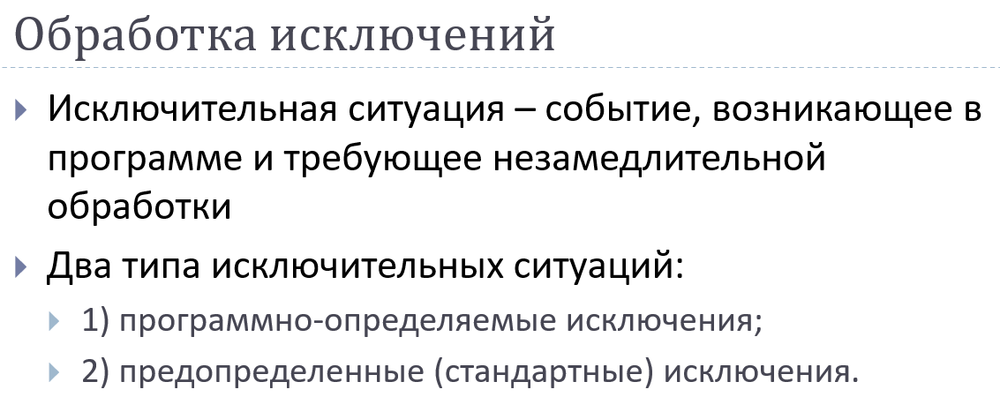 Обработка исключений
Исключительная ситуация – событие, возникающее в
программе и требующее незамедлительной
обработки
Два типа исключительных ситуаций:
1) программно-определяемые исключения;
2) предопределенные (стандартные) исключения.